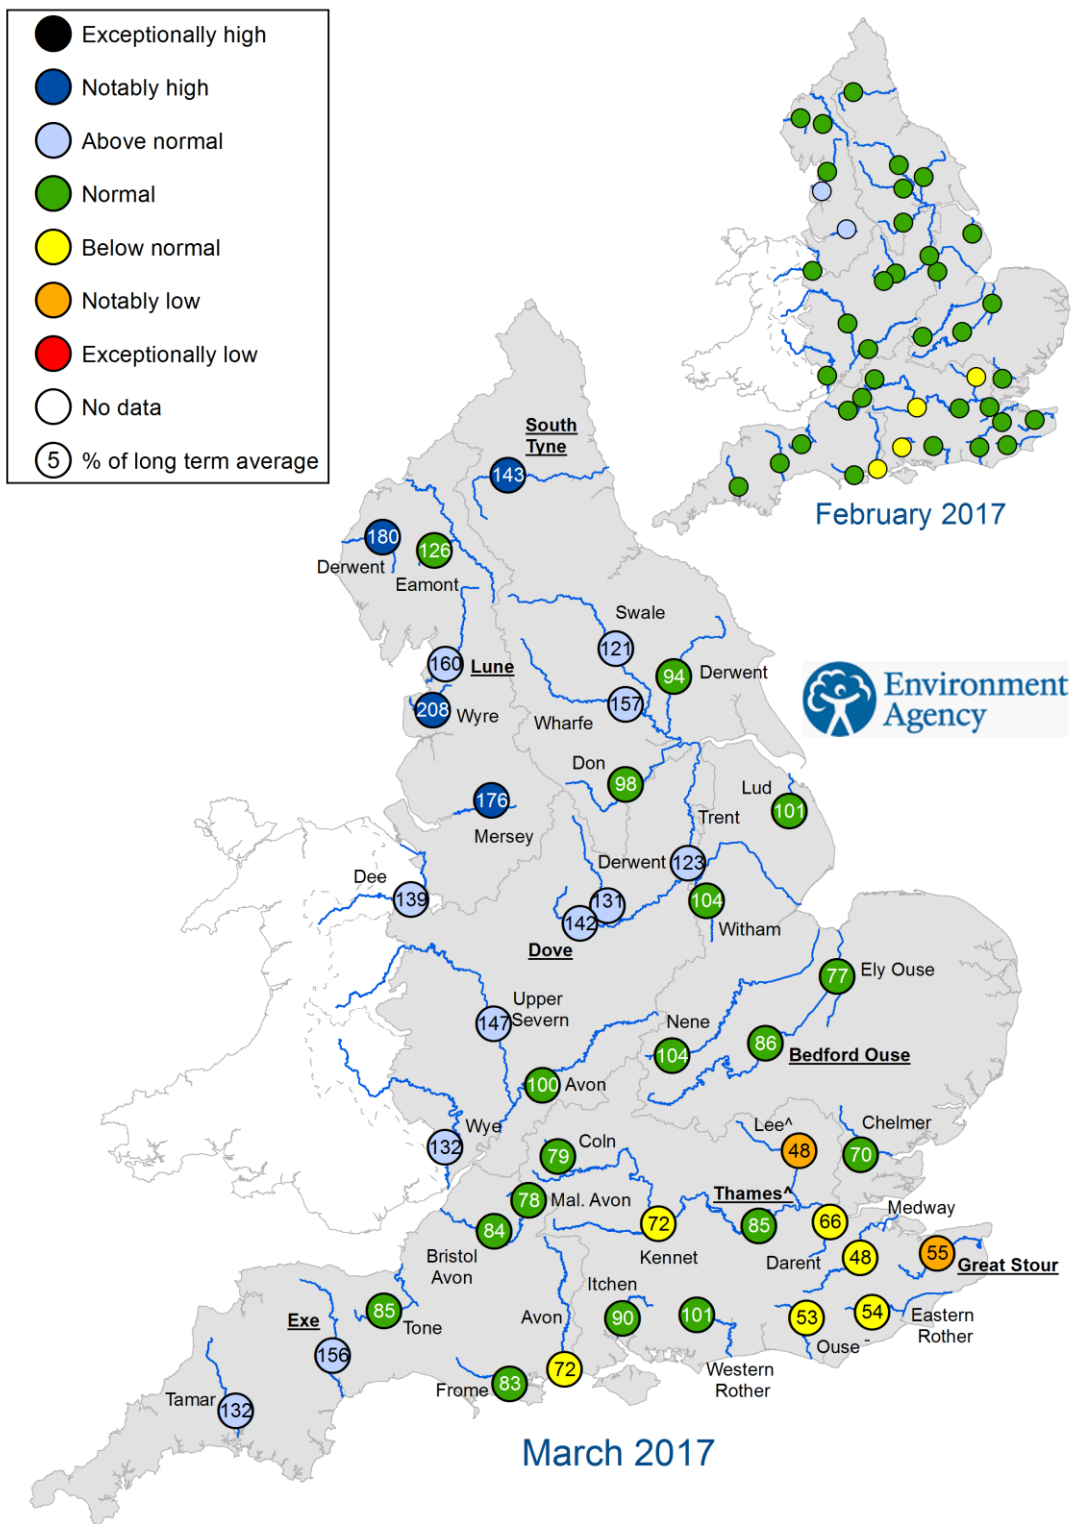 Exceptionally high
Notably high
Above normal
Normal
Below normal
Notably low
Exceptionally low
No data
5 % of long term average
February 2017
South
Tyne
143
180
126
Derwent
Eamont
Swale
121
160
Lune
94
Derwent
208
Wyre
157
Wharfe
Environment
Agency
Don
98
Lud
101
176
Mersey
Trent
Derwent
123
Dee
139
131
104
142
Witham
Dove
77
Ely Ouse
Upper
Severn
147
Nene
104
86
Bedford Ouse
100
Avon
Wye
132
Coln
79
Lee^
48
Chelmer
70
78
Mal. Avon
Thames^
84
72
85
66
Medway
Bristol
Avon
Kennet
Darent
48
55
Great Stour
Itchen
85
Tone
Exe
Avon
90
101
53
54
Eastern
Rother
Ouse -
156
72
Western
Rother
Frome
83
Tamar
132
March 2017